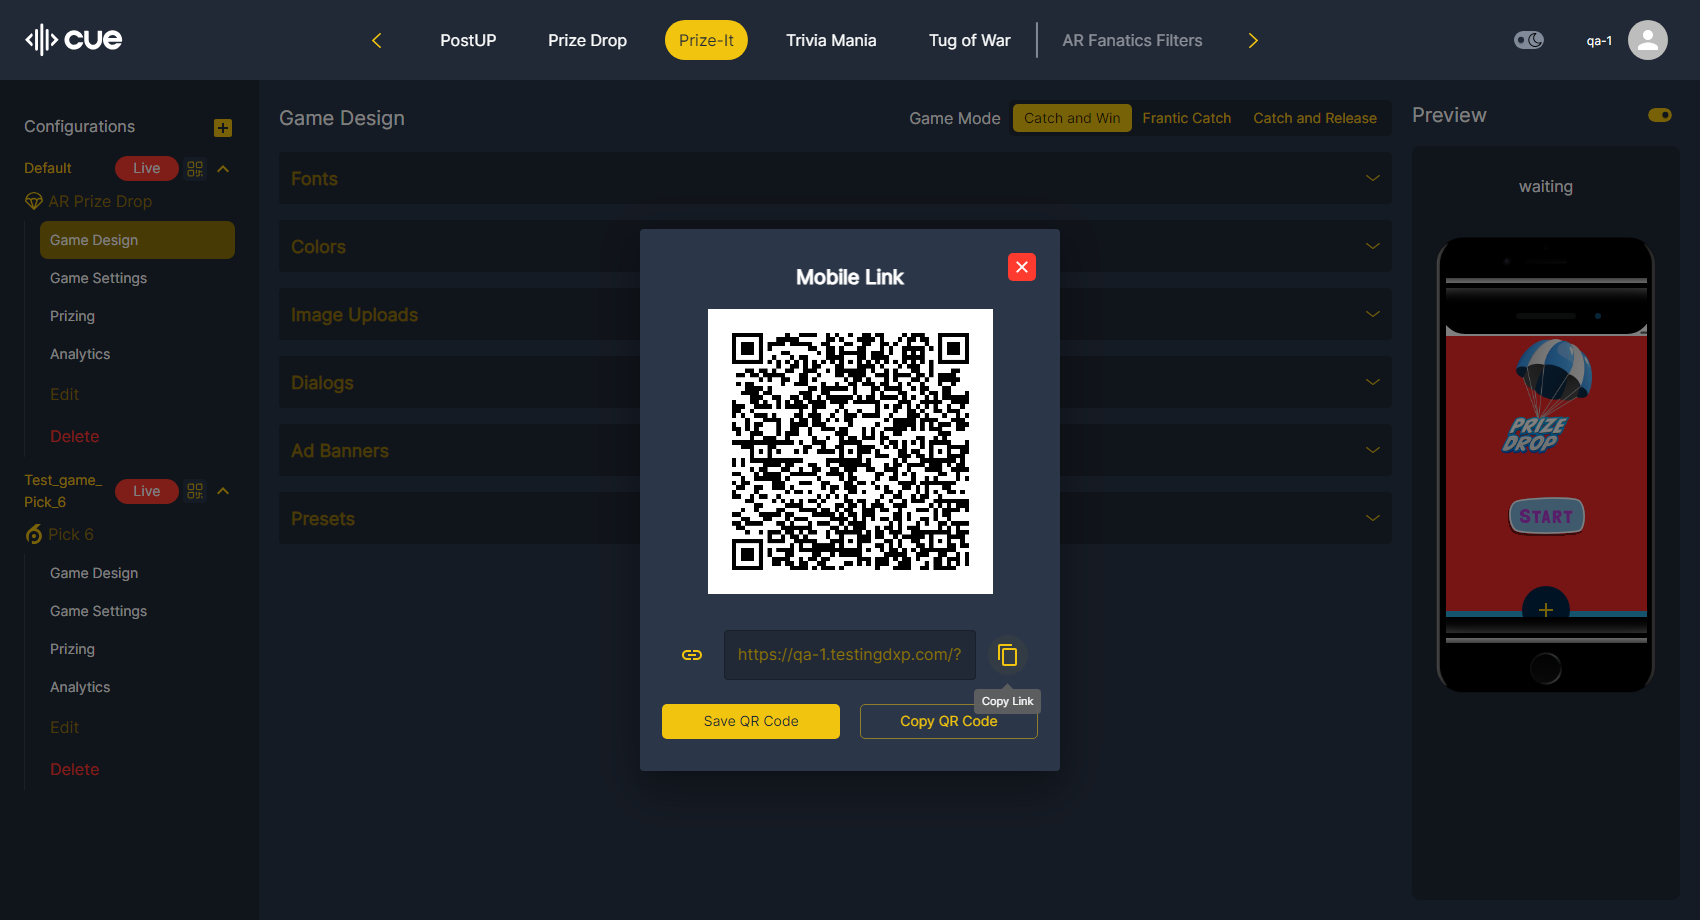 cue
PostUP
Prize Drop
Prize-It
Trivia Mania
Tug of War
AR Fanatics Filters
qa-1
Configurations
Default
Live
AR Prize Drop
Game Design
Game Settings
Prizing
Analytics
Edit
Delete
Test_game_
Pick_6
Live
Pick 6
Game Design
Game Settings
Prizing
Analytics
Edit
Delete
Game Design
Game Mode
Catch and Win
Frantic Catch
Catch and Release
Fonts
Colors
Image Uploads
Dialogs
Ad Banners
Presets
Mobile Link
https://qa-1.testingdxp.com/?
Copy Link
Save QR Code
Copy QR Code
Preview
waiting
PRIZE
DROP
START